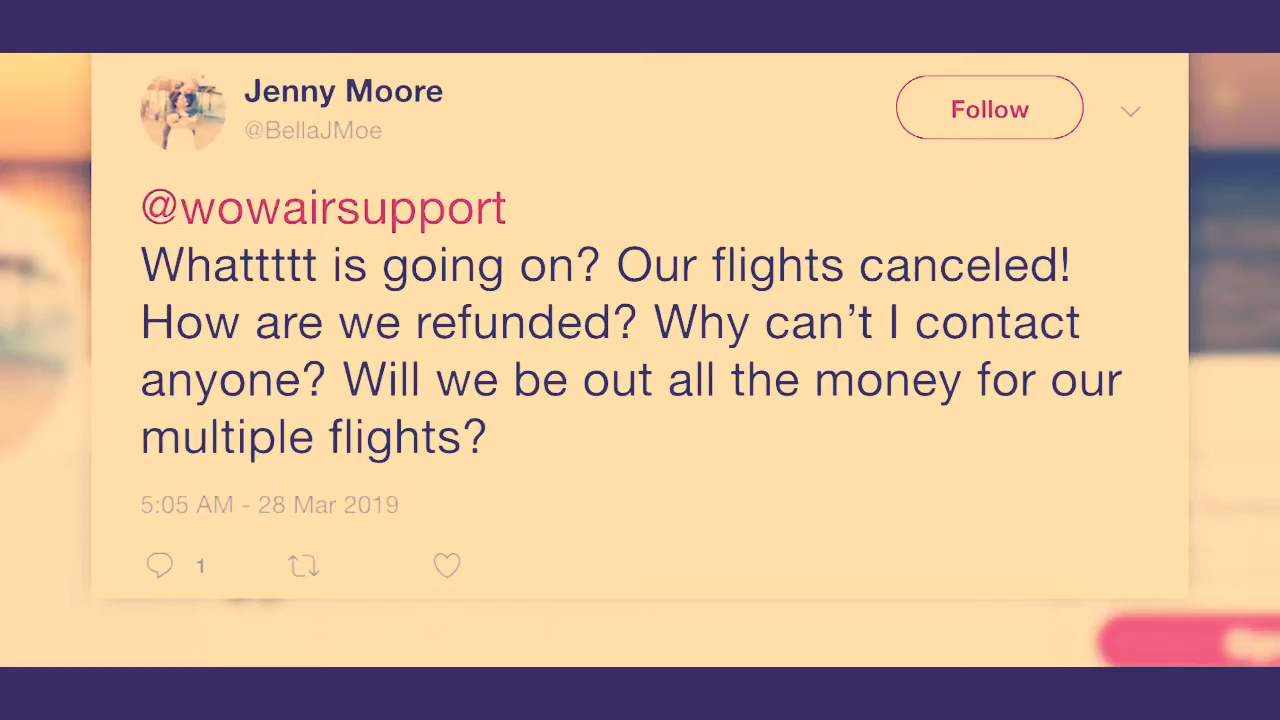 Jenny Moore
@BellaJMoe
Follow
@wowairsupport
Whattttt is going on? Our flights canceled!
How are we refunded? Why can’t I contact
anyone? Will we be out all the money for our
multiple flights?
5:05 AM - 28 Mar 2019
1